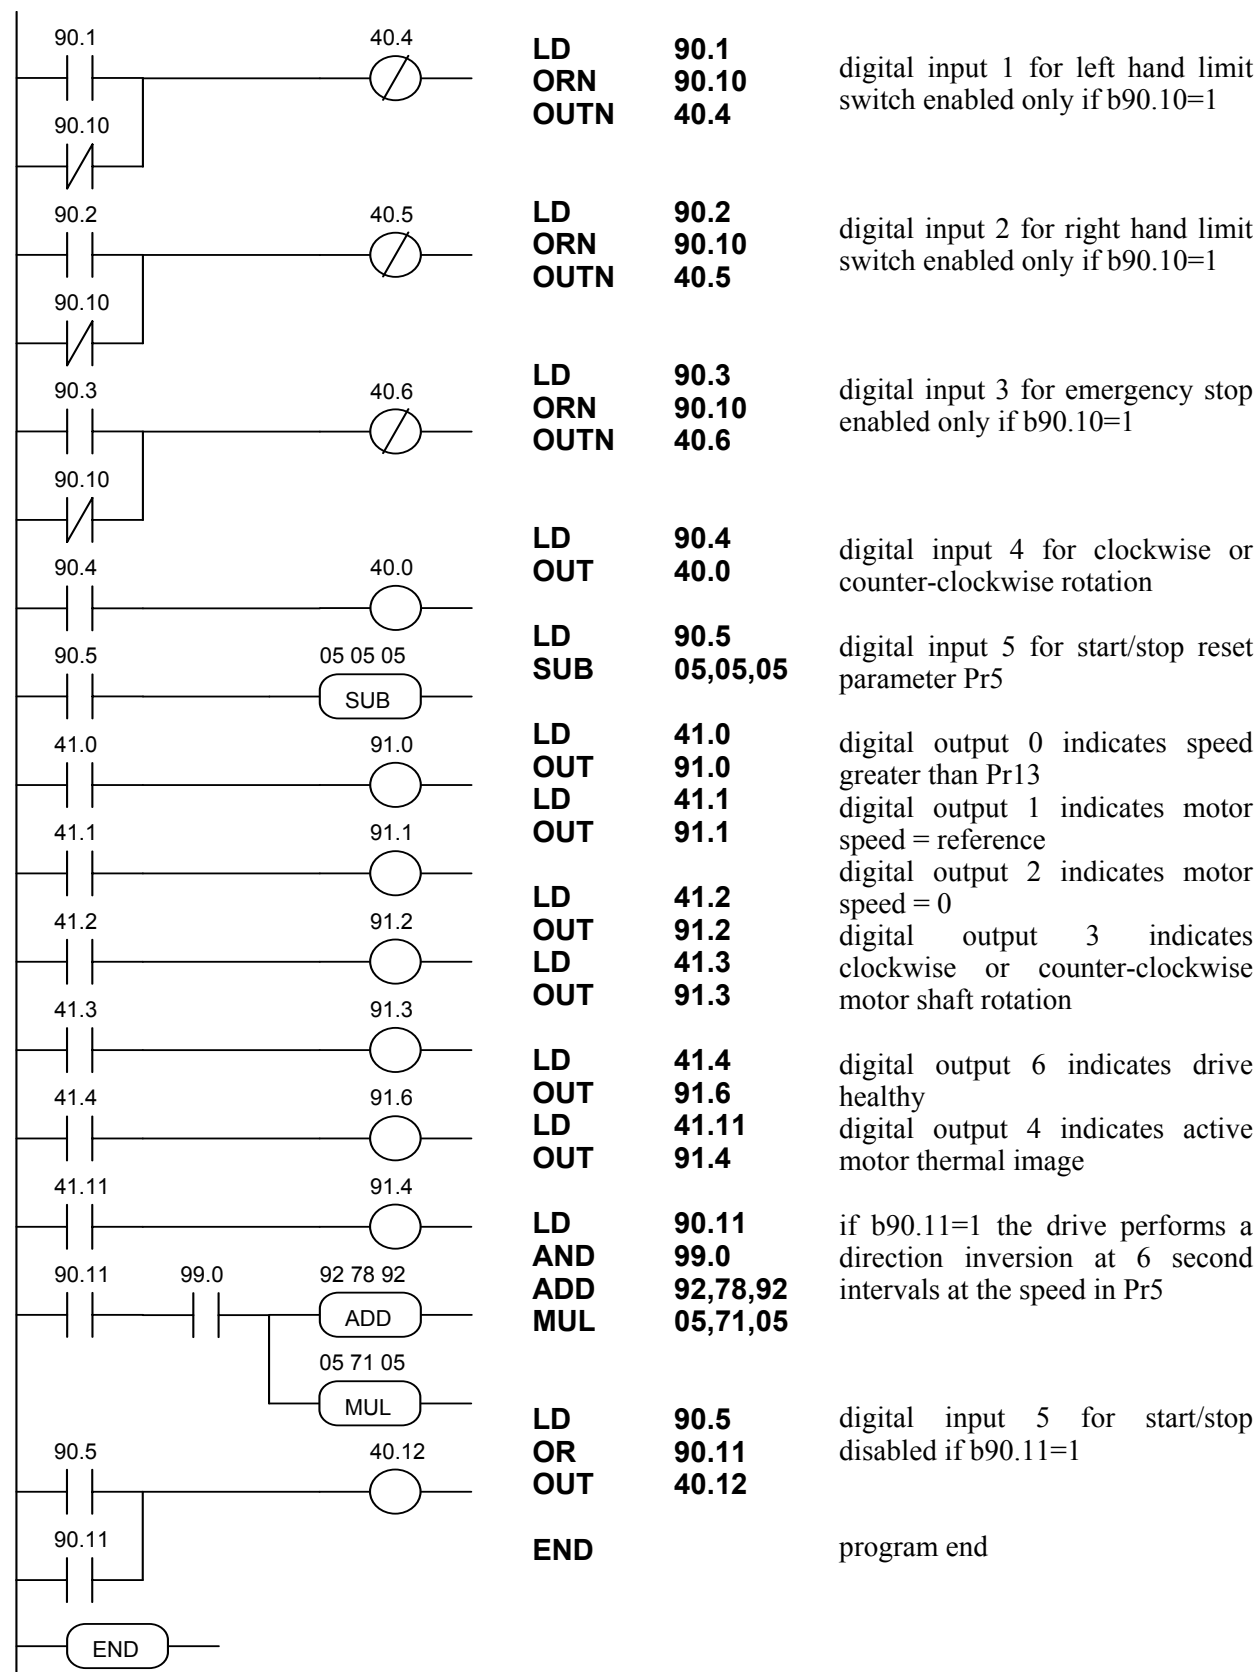 90.1
40.4
90.10
90.2
40.5
90.10
90.3
40.6
90.10
90.4
40.0
90.5
05 05 05
SUB
41.0
91.0
41.1
91.1
41.2
91.2
41.3
91.3
41.4
91.6
41.11
91.4
90.11
99.0
92 78 92
ADD
05 71 05
MUL
90.5
40.12
90.11
END
LD 90.1
ORN 90.10
OUTN 40.4
digital input 1 for left hand limit
switch enabled only if b90.10=1
LD 90.2
ORN 90.10
OUTN 40.5
digital input 2 for right hand limit
switch enabled only if b90.10=1
LD 90.3
ORN 90.10
OUTN 40.6
digital input 3 for emergency stop
enabled only if b90.10=1
LD 90.4
OUT 40.0
digital input 4 for clockwise or
counter-clockwise rotation
LD 90.5
SUB 05,05,05
digital input 5 for start/stop reset
parameter Pr5
LD 41.0
OUT 91.0
digital output 0 indicates speed
greater than Pr13
LD 41.1
OUT 91.1
digital output 1 indicates motor
speed = reference
LD 41.2
OUT 91.2
digital output 2 indicates motor
speed = 0
LD 41.3
OUT 91.3
digital output 3 indicates
clockwise or counter-clockwise
motor shaft rotation
LD 41.4
OUT 91.6
digital output 6 indicates drive
healthy
LD 41.11
OUT 91.4
digital output 4 indicates active
motor thermal image
LD 90.11
AND 99.0
ADD 92,78,92
MUL 05,71,05
if b90.11=1 the drive performs a
direction inversion at 6 second
intervals at the speed in Pr5
LD 90.5
OR 90.11
OUT 40.12
digital input 5 for start/stop
disabled if b90.11=1
END
program end